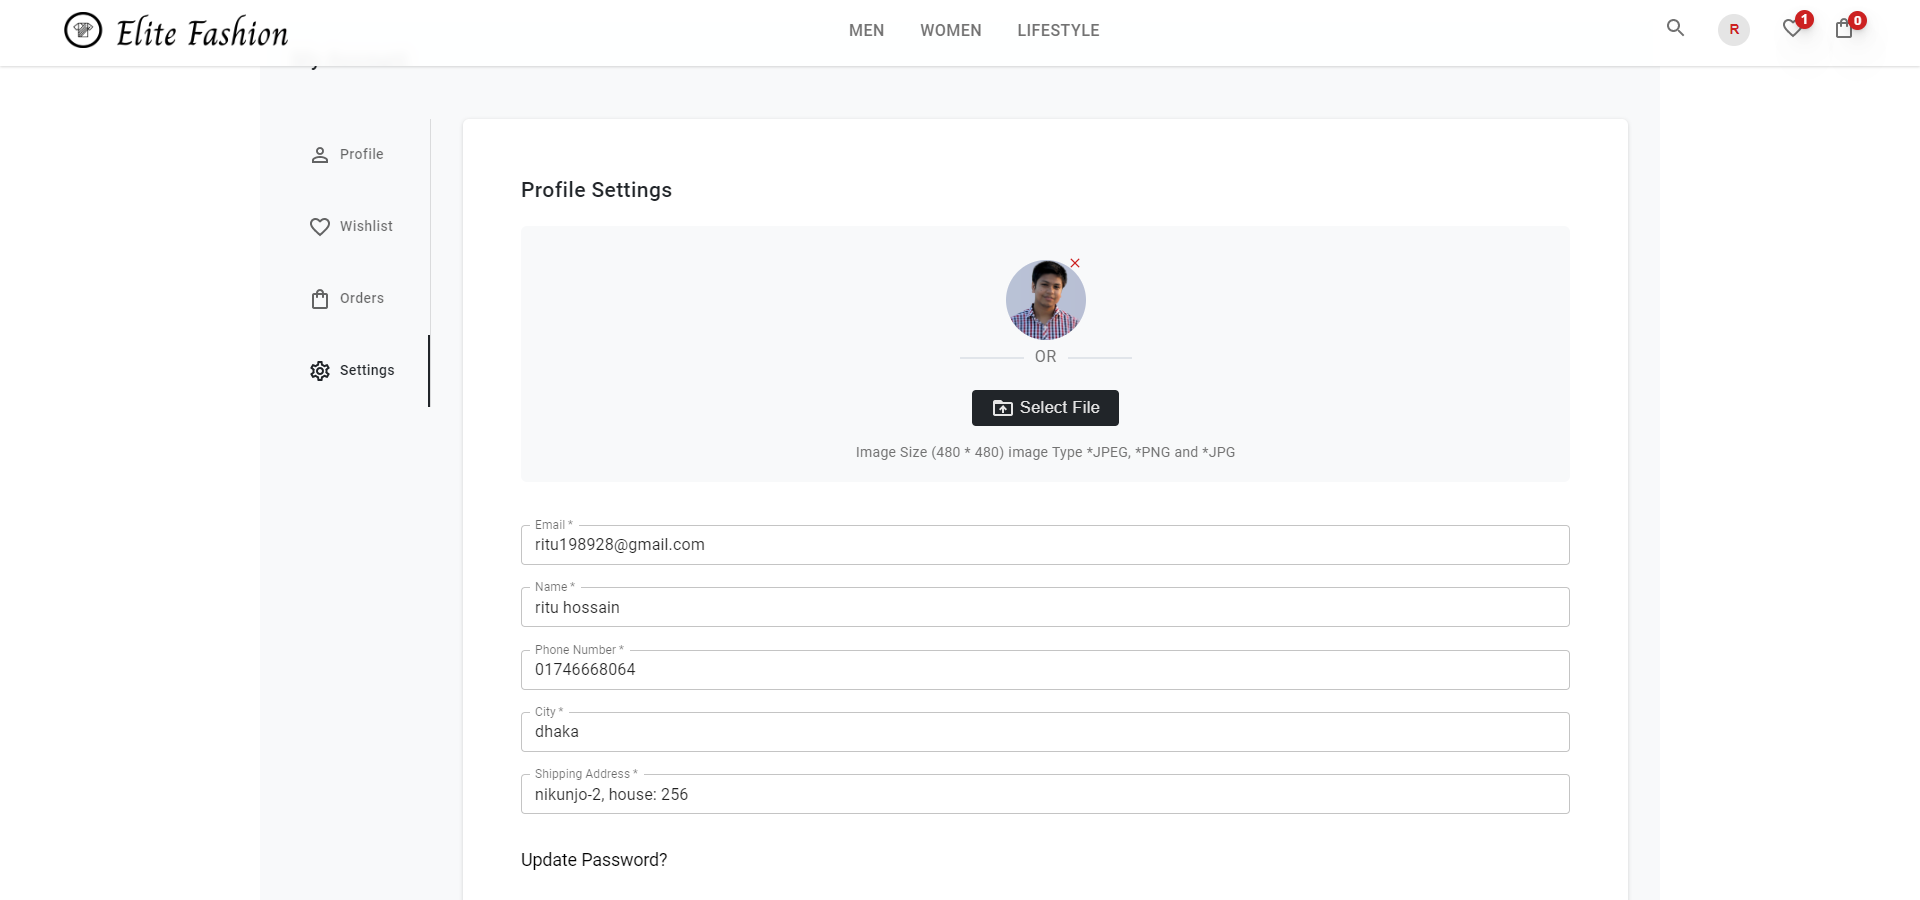 Elite Fashion
MEN
WOMEN
LIFESTYLE
R
1
0
Profile
Wishlist
Orders
Settings
Profile Settings
OR
Select File
Image Size (480 * 480) image Type *JPEG, *PNG and *JPG
Email *
ritu198928@gmail.com
Name *
ritu hossain
Phone Number *
01746668064
City *
dhaka
Shipping Address *
nikunjo-2, house: 256
Update Password?